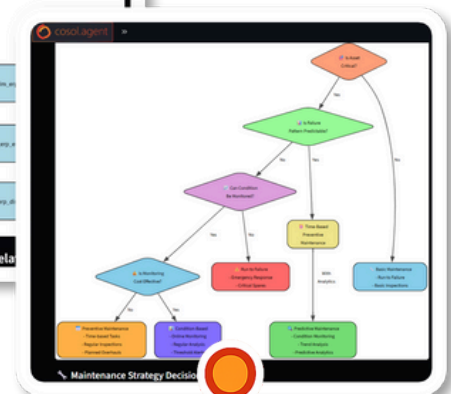 cosol.agent »
Is Asset
Critical?
Yes
No
Is Failure
Pattern Predictable?
No
Yes
Can Condition
Be Monitored?
Yes
No
Time Based
Preventive
Maintenance
Is Monitoring
Cost Effective?
Run to Failure
- Emergency Response
- Critical Spares
Basic Maintenance
- Run-to-Failure
- Basic Inspections
With
Analytics
No
Yes
Preventive Maintenance
- Time-based Tasks
- Regular Inspections
- Planned Overhauls
Condition-Based
- Online Monitoring
- Regular Analysis
Predictive Maintenance
- Condition Monitoring
- Trend Analysis
- Predictive Analytics
Maintenance Strategy